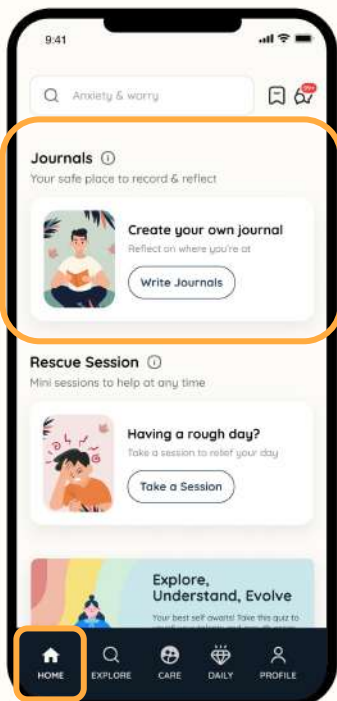 9:41
Anxiety & worry
99+
Journals
Your safe place to record & reflect
Create your own journal
Reflect on where you're at
Write Journals
Rescue Session
Mini sessions to help at any time
Having a rough day?
Take a session to relief your day
Take a Session
Explore,
Understand, Evolve
Your best self awaits! Take this quiz to
HOME EXPLORE CARE DAILY PROFILE